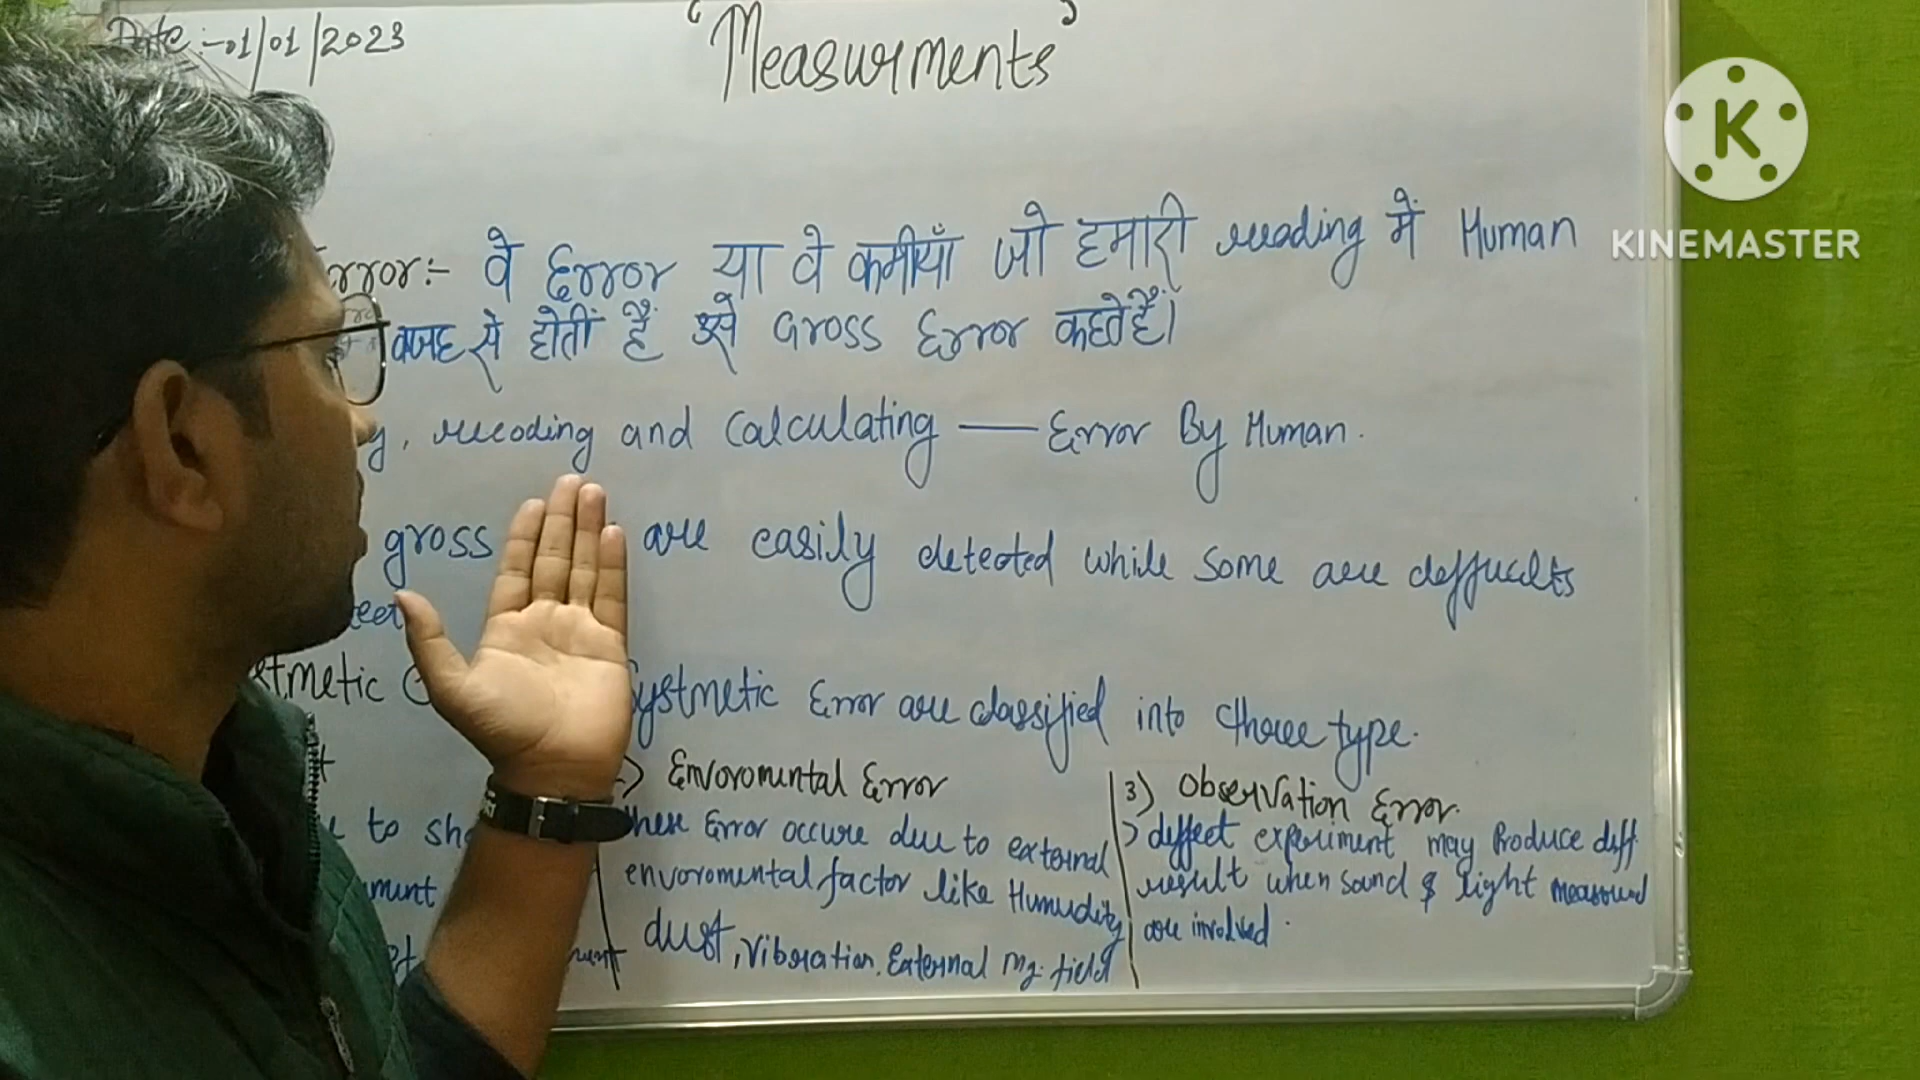 Date :- 01/01/2023
"Measurments"
KINEMASTER
rror:- वे Error या वे कमीयाँ जो हमारी reading में Human
वजह से होतीं हैं उसे Gross Error कहते हैं।
y, recoding and calculating — Error By Human.
gross are easily detected while some are deffucults
stmetic Systmetic Error are classified into three type.
Envoromental Error
3) Observation Error.
to these Error occure due to external
envoromental factor like Humudity
dust, Vibration, External mg. field
deffect experiment may Produce diff
result when sound & light measured
are involved.